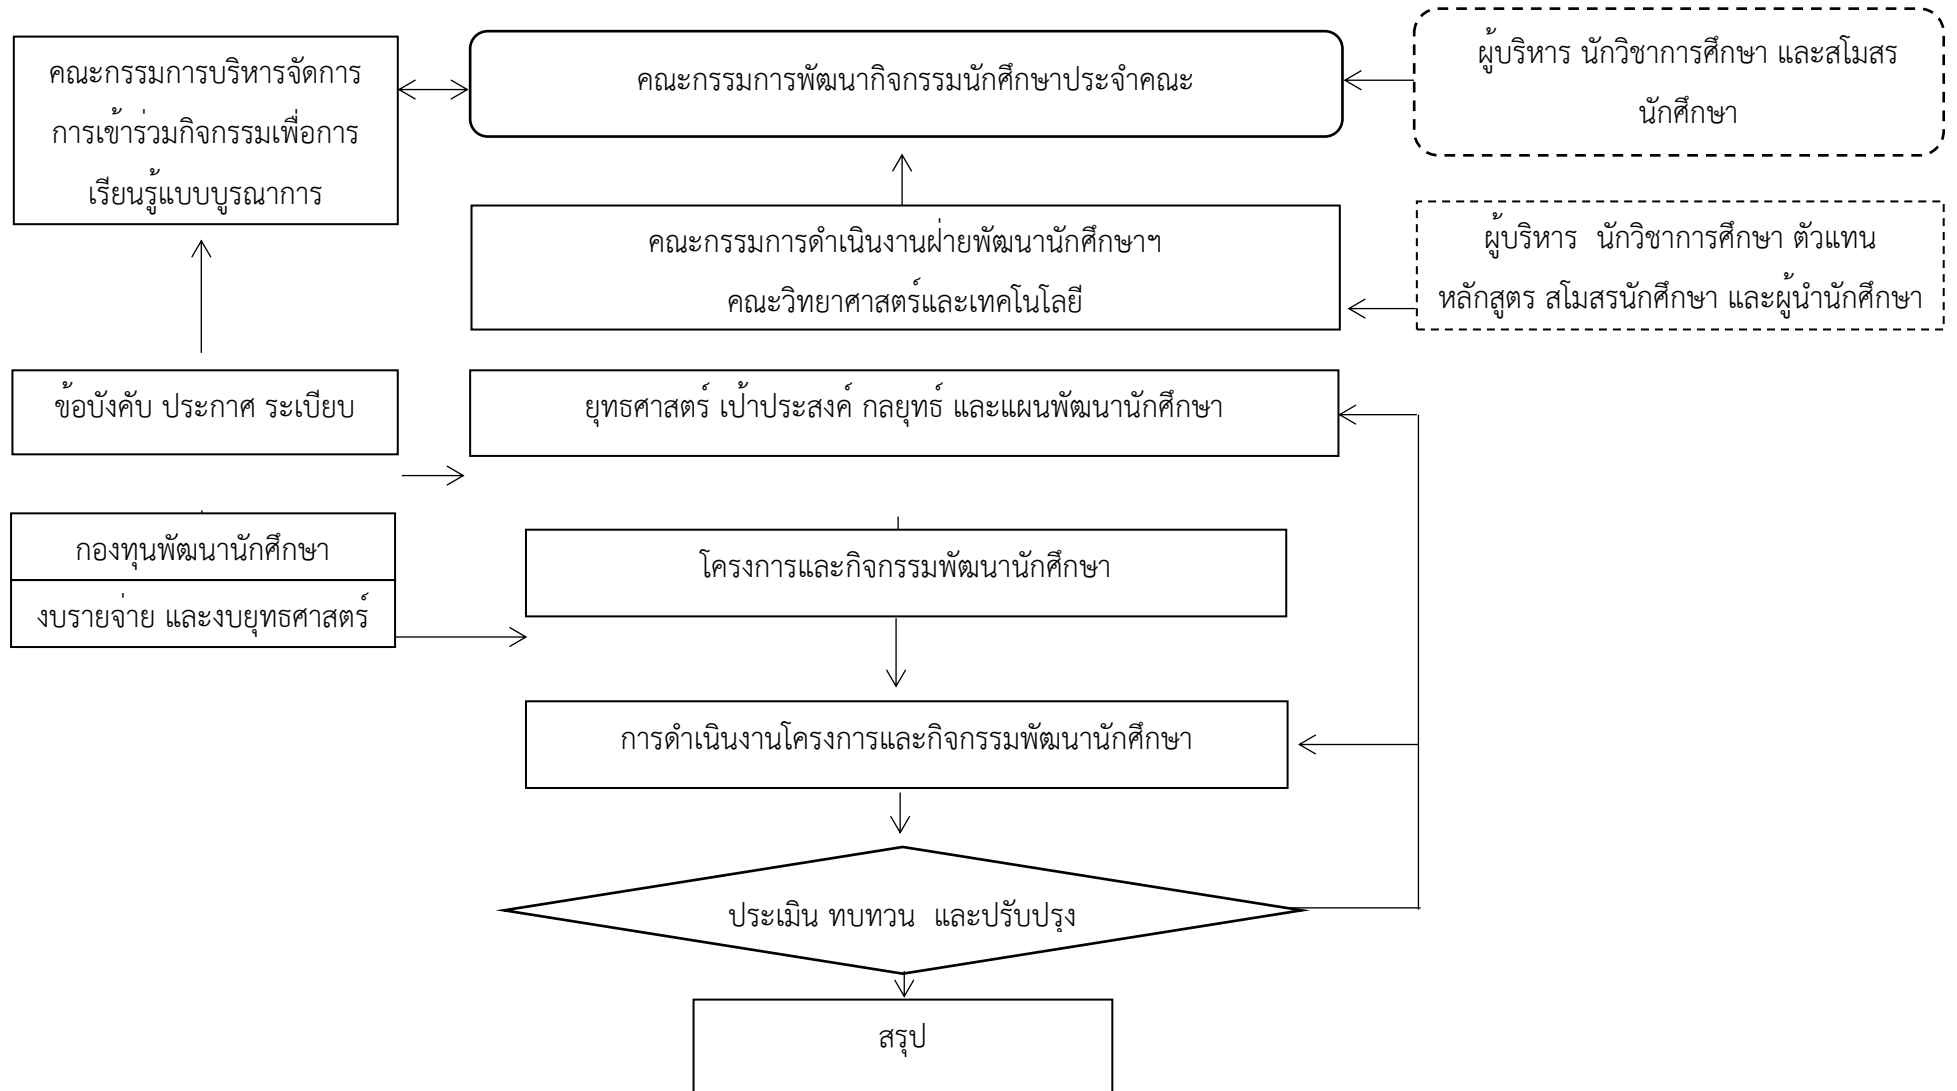 คณะกรรมการบริหารจัดการ
การเข้าร่วมกิจกรรมเพื่อการ
เรียนรู้แบบบูรณาการ
คณะกรรมการพัฒนากิจกรรมนักศึกษาประจำคณะ
ผู้บริหาร นักวิชาการศึกษา และสโมสร
นักศึกษา
คณะกรรมการดำเนินงานฝ่ายพัฒนานักศึกษาฯ
คณะวิทยาศาสตร์และเทคโนโลยี
ผู้บริหาร นักวิชาการศึกษา ตัวแทน
หลักสูตร สโมสรนักศึกษา และผู้นำนักศึกษา
ข้อบังคับ ประกาศ ระเบียบ
ยุทธศาสตร์ เป้าประสงค์ กลยุทธ์ และแผนพัฒนานักศึกษา
กองทุนพัฒนานักศึกษา
งบรายจ่าย และงบยุทธศาสตร์
โครงการและกิจกรรมพัฒนานักศึกษา
การดำเนินงานโครงการและกิจกรรมพัฒนานักศึกษา
ประเมิน ทบทวน และปรับปรุง
สรุป